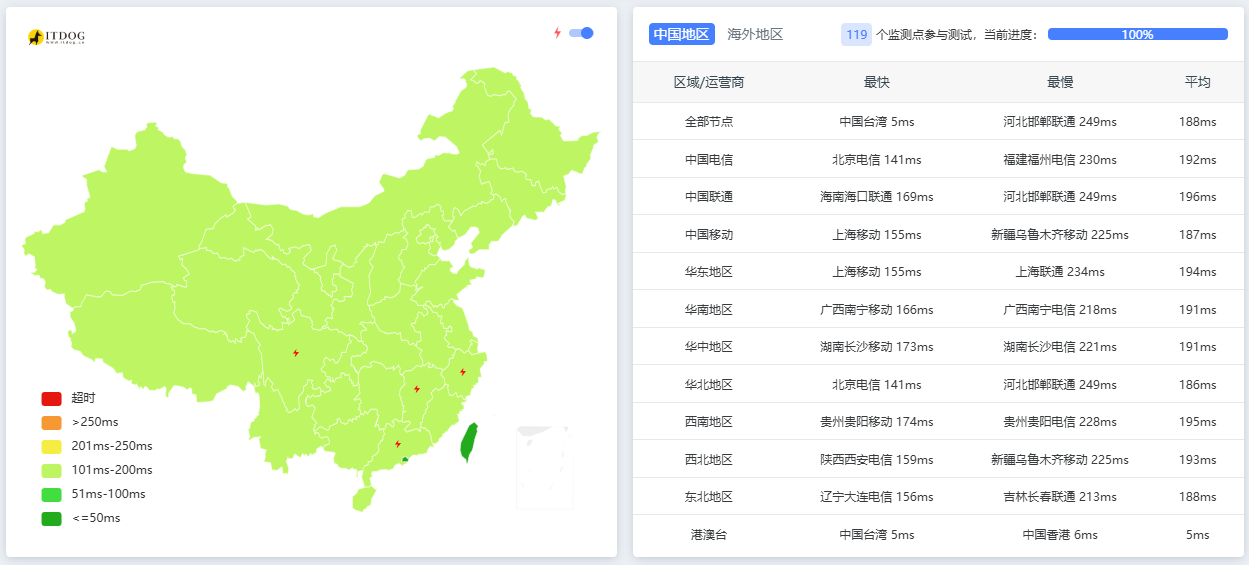 ITDOG
www.itdog.cn
超时
>250ms
201ms-250ms
101ms-200ms
51ms-100ms
<=50ms
中国地区 海外地区 119 个监测点参与测试，当前进度： 100%
区域/运营商 最快 最慢 平均
全部节点 中国台湾 5ms 河北邯郸联通 249ms 188ms
中国电信 北京电信 141ms 福建福州电信 230ms 192ms
中国联通 海南海口联通 169ms 河北邯郸联通 249ms 196ms
中国移动 上海移动 155ms 新疆乌鲁木齐移动 225ms 187ms
华东地区 上海移动 155ms 上海联通 234ms 194ms
华南地区 广西南宁移动 166ms 广西南宁电信 218ms 191ms
华中地区 湖南长沙移动 173ms 湖南长沙电信 221ms 191ms
华北地区 北京电信 141ms 河北邯郸联通 249ms 186ms
西南地区 贵州贵阳移动 174ms 贵州贵阳电信 228ms 195ms
西北地区 陕西西安电信 159ms 新疆乌鲁木齐移动 225ms 193ms
东北地区 辽宁大连电信 156ms 吉林长春联通 213ms 188ms
港澳台 中国台湾 5ms 中国香港 6ms 5ms